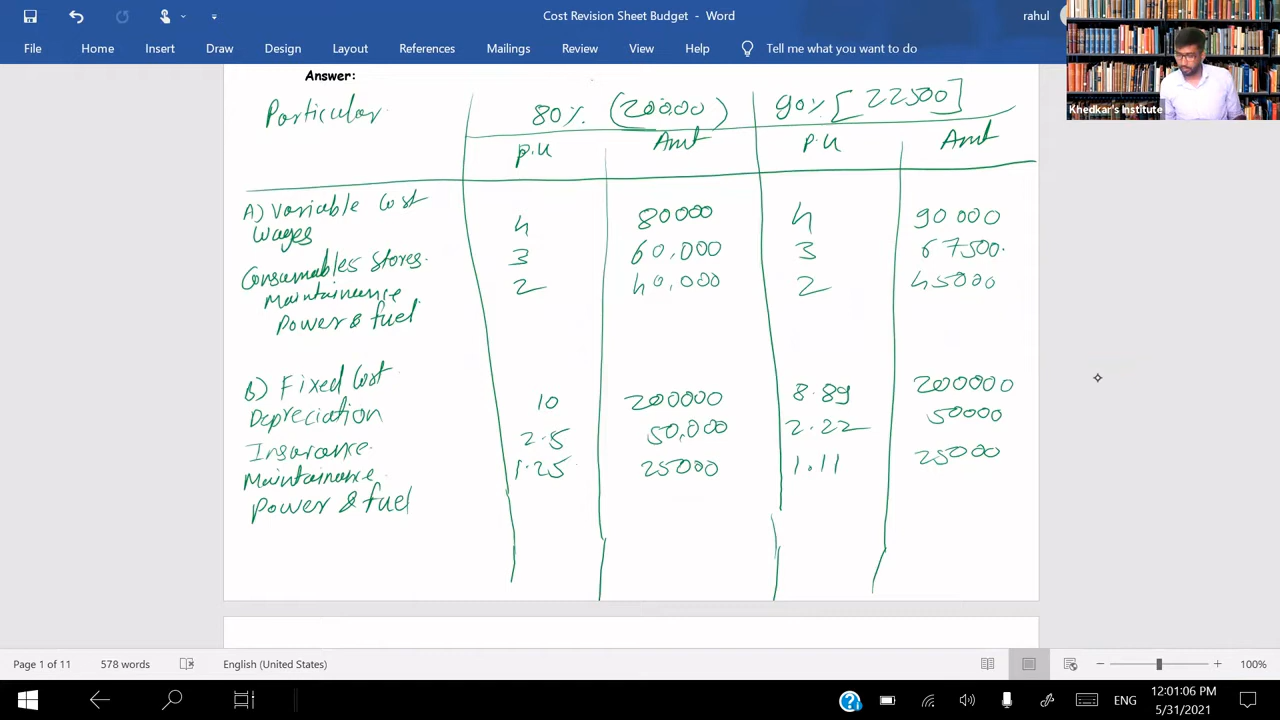 Cost Revision Sheet Budget - Word
rahul
File Home Insert Draw Design Layout References Mailings Review View Help Tell me what you want to do
Khedkar's Institute
Answer:
Particular 80% (20000) 90% [22500]
P.U Amt P.U Amt
A) Variable Cost
Wages 4 80000 4 90000
Consumables Stores. 3 60,000 3 67500.
Maintainance 2 40,000 2 45000
Power & fuel.
B) Fixed Cost
Depreciation 10 200000 8.89 200000
Insurance. 2.5 50,000 2.22 50000
Maintainance 1.25 25000 1.11 25000
Power & fuel
Page 1 of 11 578 words English (United States) 100%
ENG 12:01:06 PM
5/31/2021